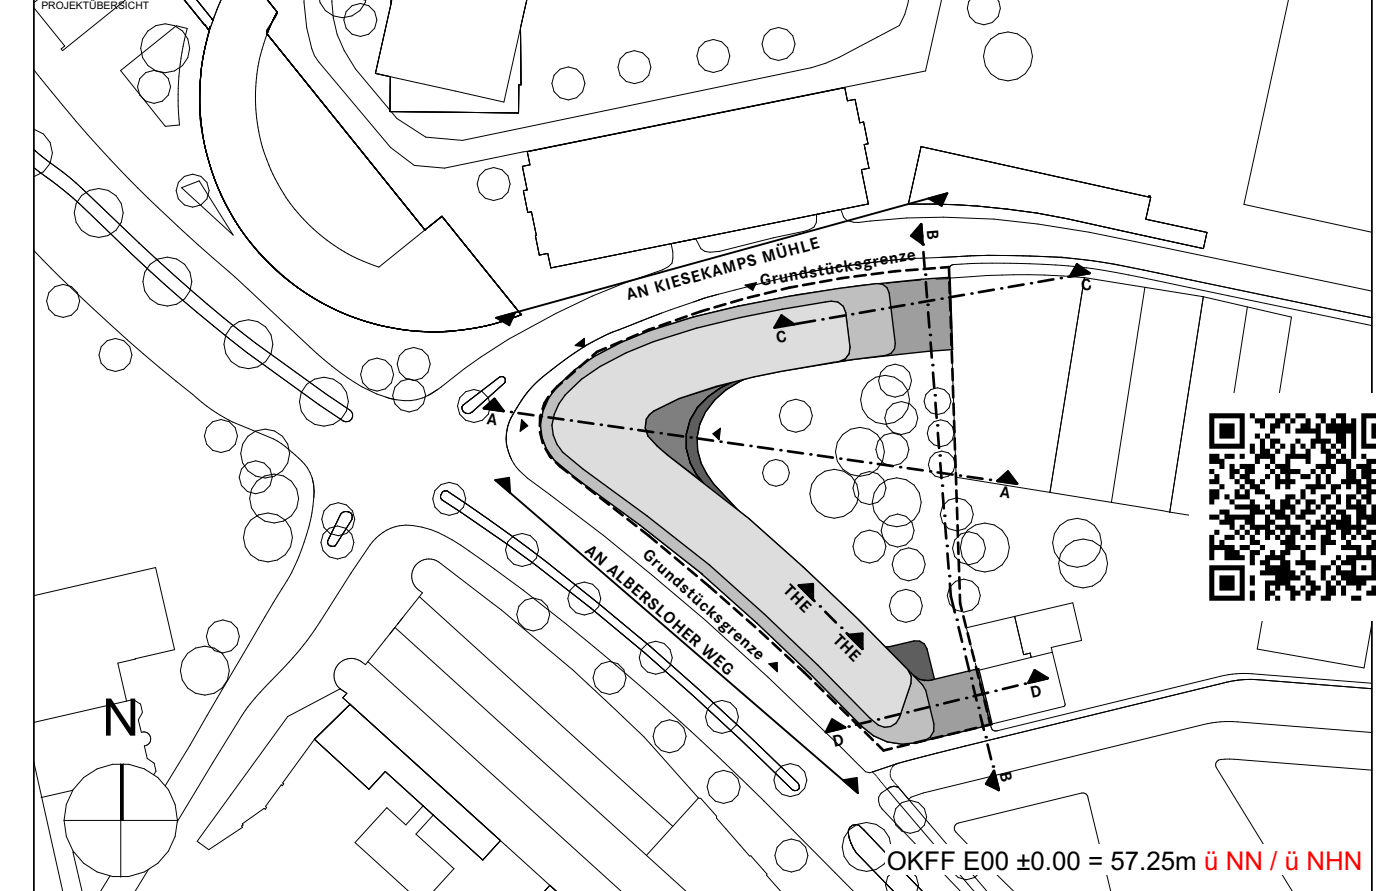 PROJEKTÜBERSICHT
B
AN KIESEKAMPS MÜHLE
Grundstücksgrenze
C
C
A
A
Grundstücksgrenze
AN ALBERSLOHER WEG
THE
THE
D
D
B
N
OKFF E00 ±0.00 = 57.25m ü NN / ü NHN